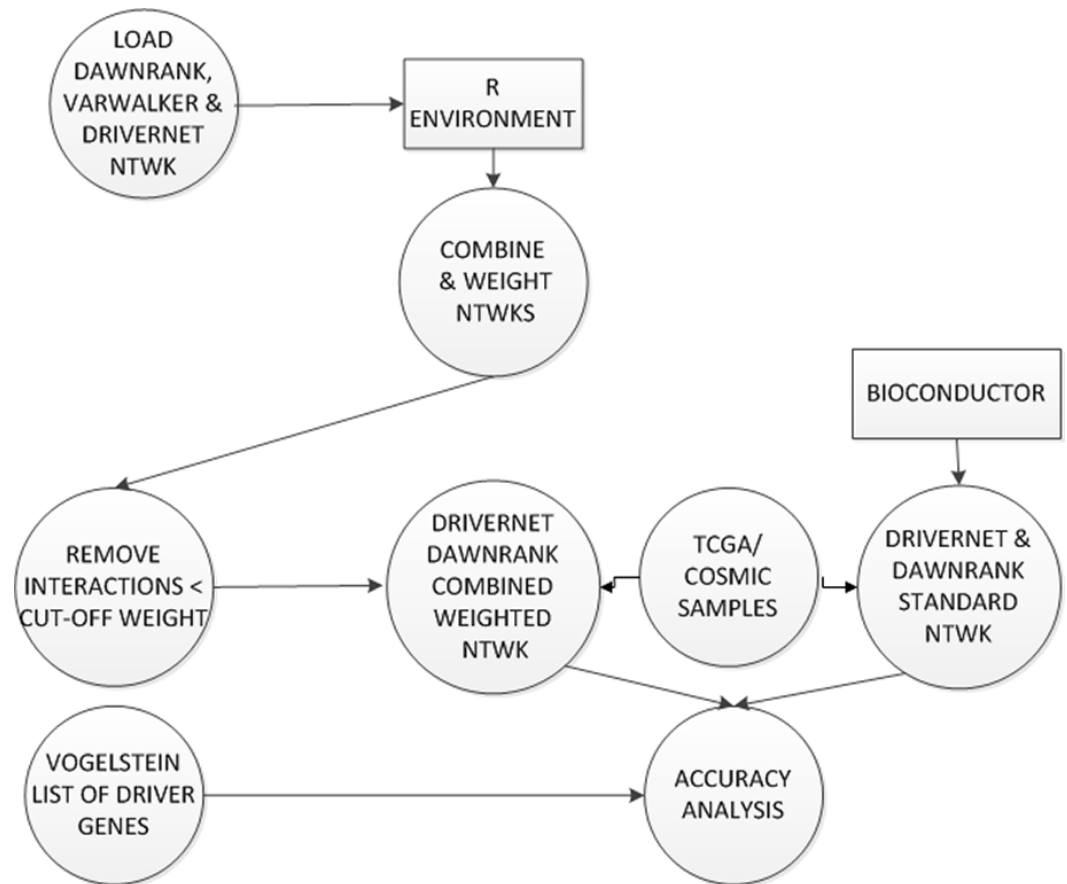 LOAD
DAWNRANK,
VARWALKER &
DRIVERNET
NTWK
R
ENVIRONMENT
COMBINE
& WEIGHT
NTWKS
BIOCONDUCTOR
REMOVE
INTERACTIONS <
CUT-OFF WEIGHT
DRIVERNET
DAWNRANK
COMBINED
WEIGHTED
NTWK
TCGA/
COSMIC
SAMPLES
DRIVERNET &
DAWNRANK
STANDARD
NTWK
VOGELSTEIN
LIST OF DRIVER
GENES
ACCURACY
ANALYSIS